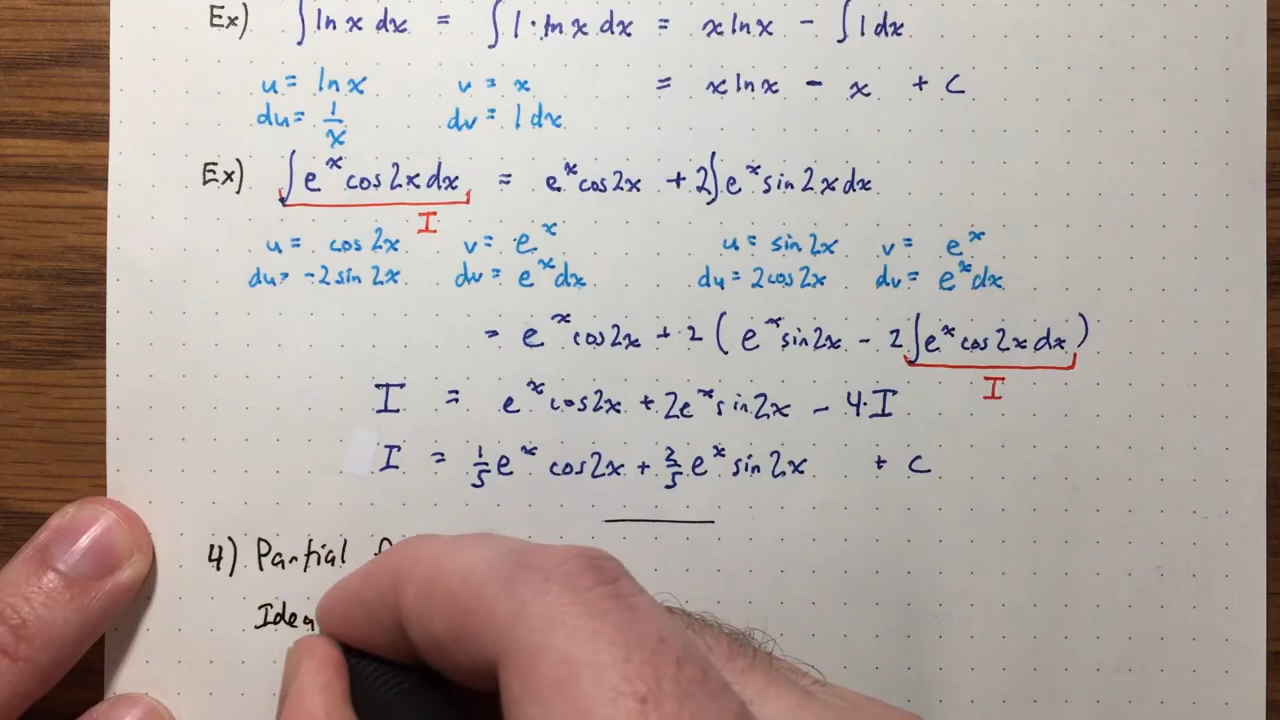 Ex) ∫ ln x dx = ∫ 1 · ln x dx = x ln x − ∫ 1 dx
u = ln x v = x = x ln x − x + C
du = 1/x dv = 1 dx
Ex) ∫ e^x cos 2x dx = e^x cos 2x + 2∫ e^x sin 2x dx
I
u = cos 2x v = e^x u = sin 2x v = e^x
du = −2 sin 2x dv = e^x dx du = 2 cos 2x dv = e^x dx
= e^x cos 2x + 2 ( e^x sin 2x − 2 ∫ e^x cos 2x dx )
I
I = e^x cos 2x + 2e^x sin 2x − 4·I
I = 1/5 e^x cos 2x + 2/5 e^x sin 2x + C
4) Partial
Idea